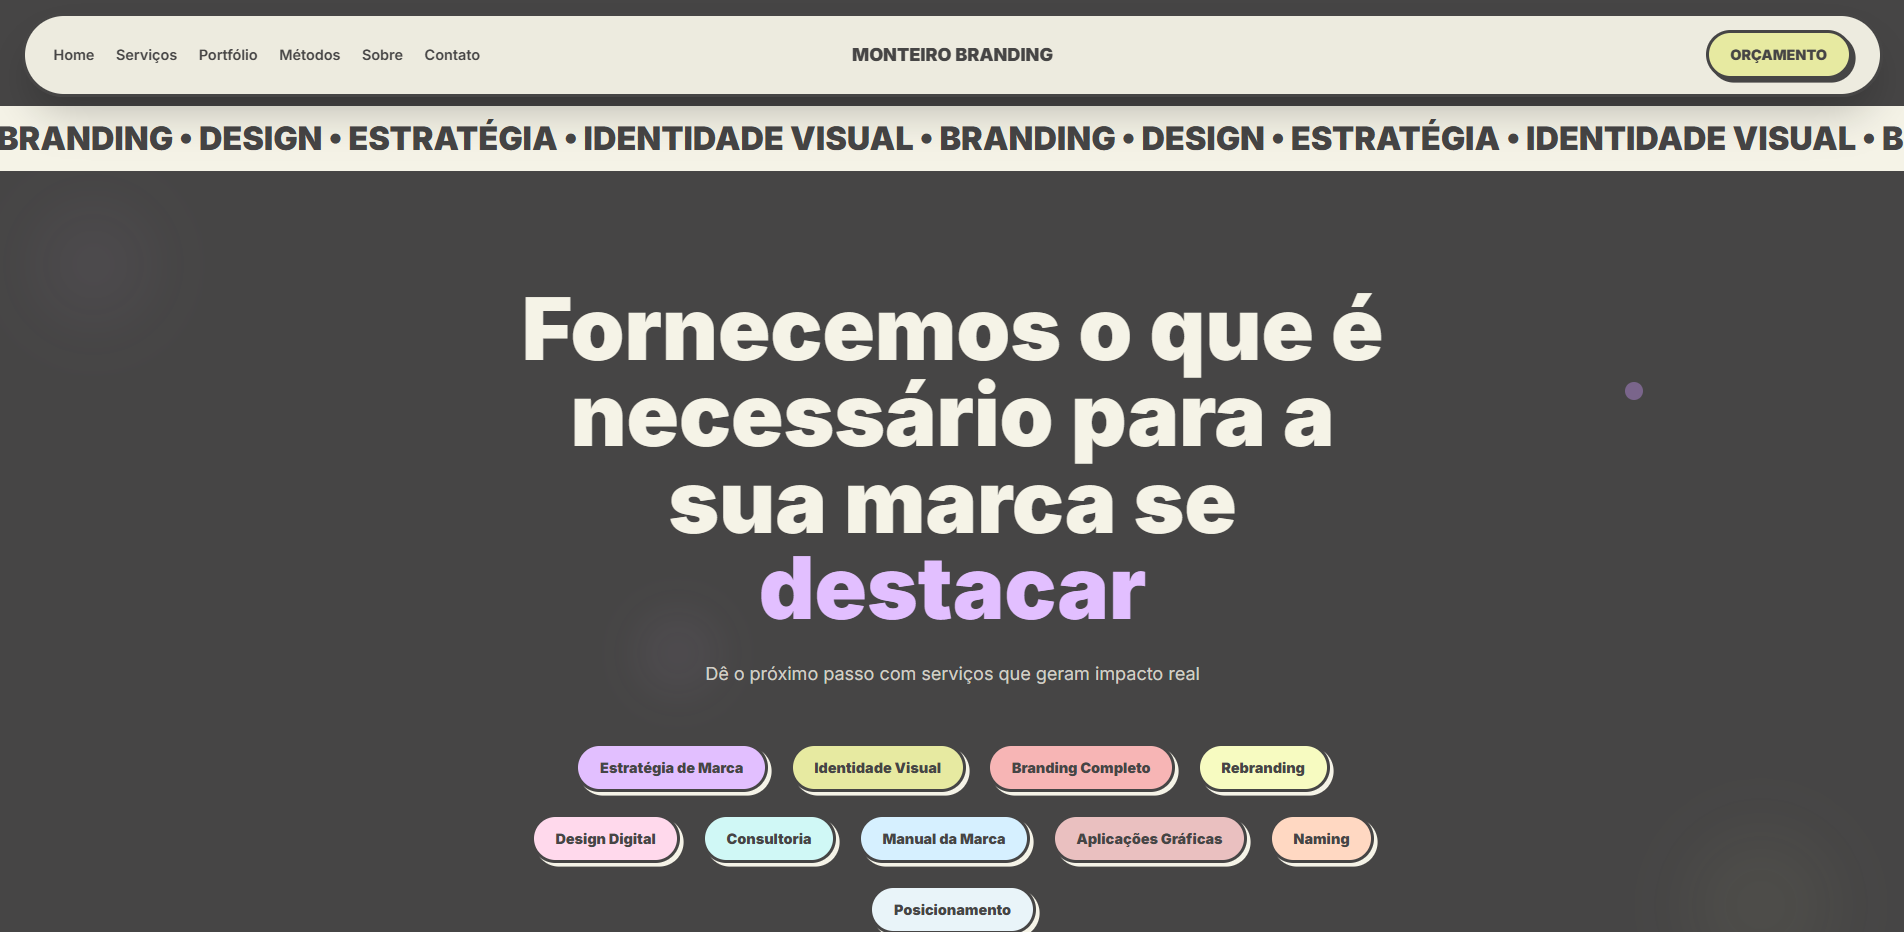 Home Serviços Portfólio Métodos Sobre Contato MONTEIRO BRANDING ORÇAMENTO
BRANDING • DESIGN • ESTRATÉGIA • IDENTIDADE VISUAL • BRANDING • DESIGN • ESTRATÉGIA • IDENTIDADE VISUAL • B
Fornecemos o que é
necessário para a
sua marca se
destacar
Dê o próximo passo com serviços que geram impacto real
Estratégia de Marca Identidade Visual Branding Completo Rebranding
Design Digital Consultoria Manual da Marca Aplicações Gráficas Naming
Posicionamento